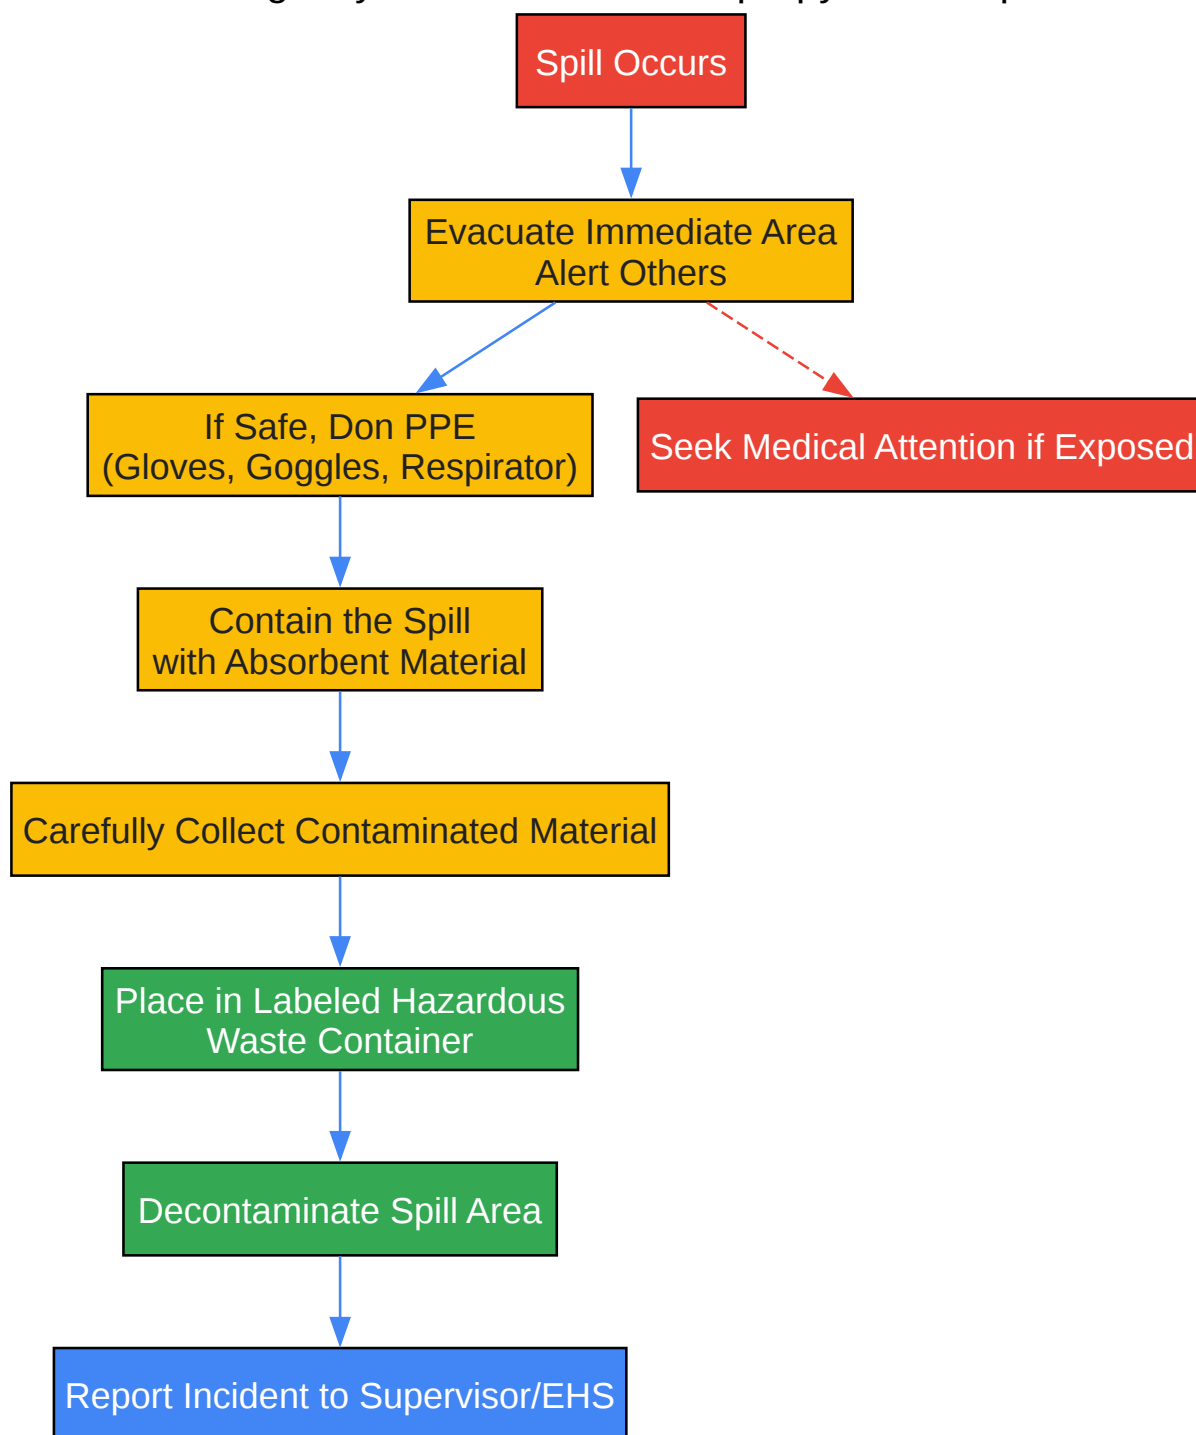 Spill Occurs
Evacuate Immediate Area
Alert Others
If Safe, Don PPE
(Gloves, Goggles, Respirator)
Seek Medical Attention if Exposed
Contain the Spill
with Absorbent Material
Carefully Collect Contaminated Material
Place in Labeled Hazardous
Waste Container
Decontaminate Spill Area
Report Incident to Supervisor/EHS